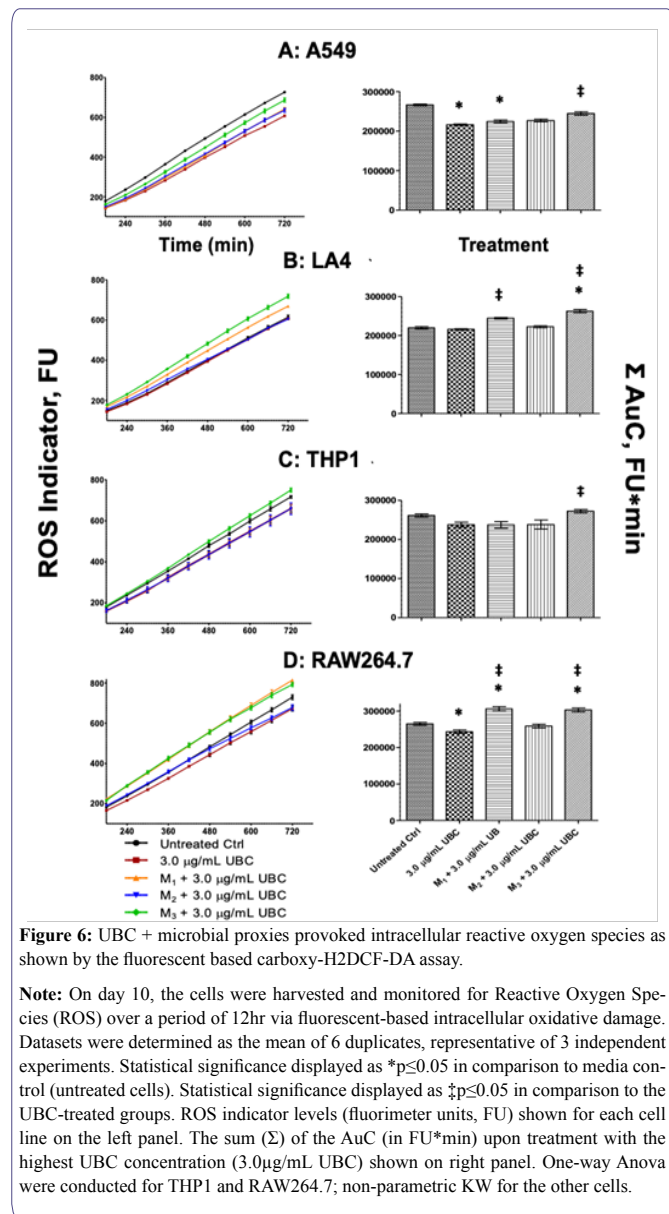 A: A549
800
600
400
200
240 360 480 600 720
Time (min)
300000
200000
100000
0
* * ‡
Treatment
B: LA4
800
600
400
200
240 360 480 600 720
300000
200000
100000
0
‡ ‡
*
C: THP1
800
600
400
200
240 360 480 600 720
300000
200000
100000
0
‡
D: RAW264.7
800
600
400
200
240 360 480 600 720
300000
200000
100000
0
‡ ‡
* * *
ROS Indicator, FU
Σ AuC, FU*min
Untreated Ctrl
3.0 µg/mL UBC
M₁ + 3.0 µg/mL UBC
M₂ + 3.0 µg/mL UBC
M₃ + 3.0 µg/mL UBC
Untreated Ctrl
3.0 µg/mL UBC
M₁ + 3.0 µg/mL UB
M₂ + 3.0 µg/mL UBC
M₃ + 3.0 µg/mL UBC
Figure 6: UBC + microbial proxies provoked intracellular reactive oxygen species as
shown by the fluorescent based carboxy-H2DCF-DA assay.
Note: On day 10, the cells were harvested and monitored for Reactive Oxygen Spe-
cies (ROS) over a period of 12hr via fluorescent-based intracellular oxidative damage.
Datasets were determined as the mean of 6 duplicates, representative of 3 independent
experiments. Statistical significance displayed as *p≤0.05 in comparison to media con-
trol (untreated cells). Statistical significance displayed as ‡p≤0.05 in comparison to the
UBC-treated groups. ROS indicator levels (fluorimeter units, FU) shown for each cell
line on the left panel. The sum (Σ) of the AuC (in FU*min) upon treatment with the
highest UBC concentration (3.0µg/mL UBC) shown on right panel. One-way Anova
were conducted for THP1 and RAW264.7; non-parametric KW for the other cells.